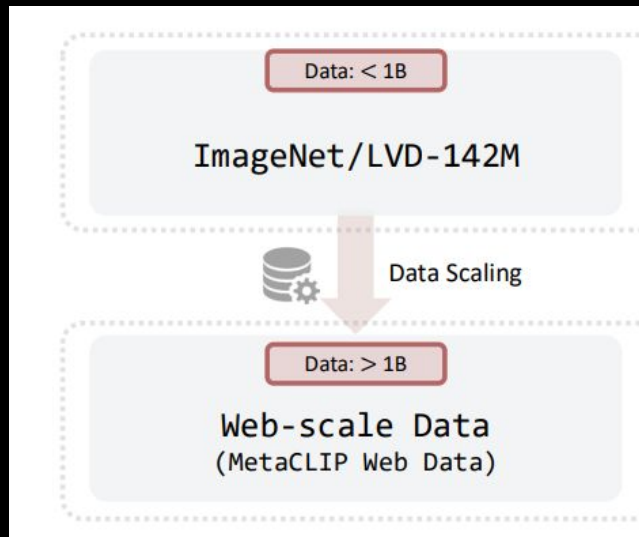 Data: < 1B
ImageNet/LVD-142M
Data Scaling
Data: > 1B
Web-scale Data
(MetaCLIP Web Data)